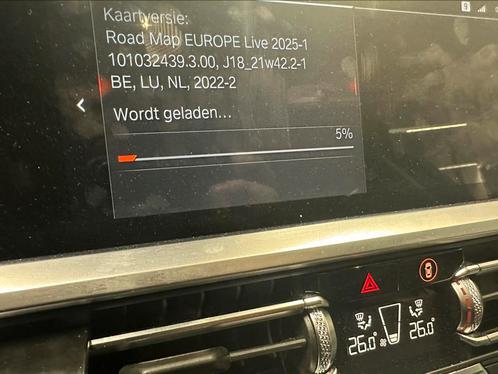 9
Kaartversie:
Road Map EUROPE Live 2025-1
101032439.3.00, J18_21w42.2-1
BE, LU, NL, 2022-2
Wordt geladen...
5%
26.0° 26.0°